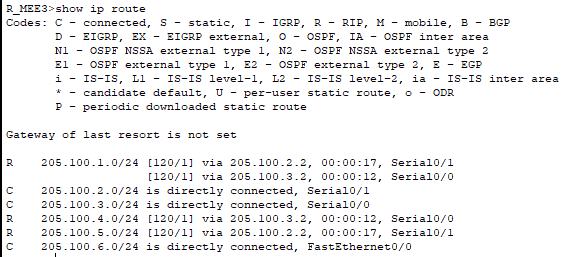 R_MEE3>show ip route
Codes: C - connected, S - static, I - IGRP, R - RIP, M - mobile, B - BGP
       D - EIGRP, EX - EIGRP external, O - OSPF, IA - OSPF inter area
       N1 - OSPF NSSA external type 1, N2 - OSPF NSSA external type 2
       E1 - OSPF external type 1, E2 - OSPF external type 2, E - EGP
       i - IS-IS, L1 - IS-IS level-1, L2 - IS-IS level-2, ia - IS-IS inter area
       * - candidate default, U - per-user static route, o - ODR
       P - periodic downloaded static route
Gateway of last resort is not set
R    205.100.1.0/24 [120/1] via 205.100.2.2, 00:00:17, Serial0/1
                    [120/1] via 205.100.3.2, 00:00:12, Serial0/0
C    205.100.2.0/24 is directly connected, Serial0/1
C    205.100.3.0/24 is directly connected, Serial0/0
R    205.100.4.0/24 [120/1] via 205.100.3.2, 00:00:12, Serial0/0
R    205.100.5.0/24 [120/1] via 205.100.2.2, 00:00:17, Serial0/1
C    205.100.6.0/24 is directly connected, FastEthernet0/0